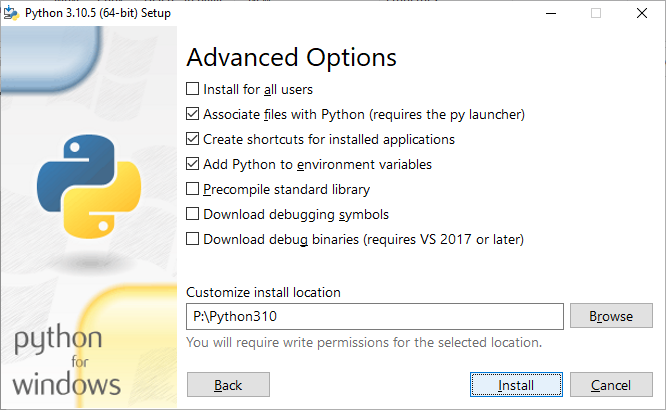 Python 3.10.5 (64-bit) Setup
Advanced Options
Install for all users
Associate files with Python (requires the py launcher)
Create shortcuts for installed applications
Add Python to environment variables
Precompile standard library
Download debugging symbols
Download debug binaries (requires VS 2017 or later)
Customize install location
P:\Python310
Browse
You will require write permissions for the selected location.
python
for
windows
Back
Install
Cancel